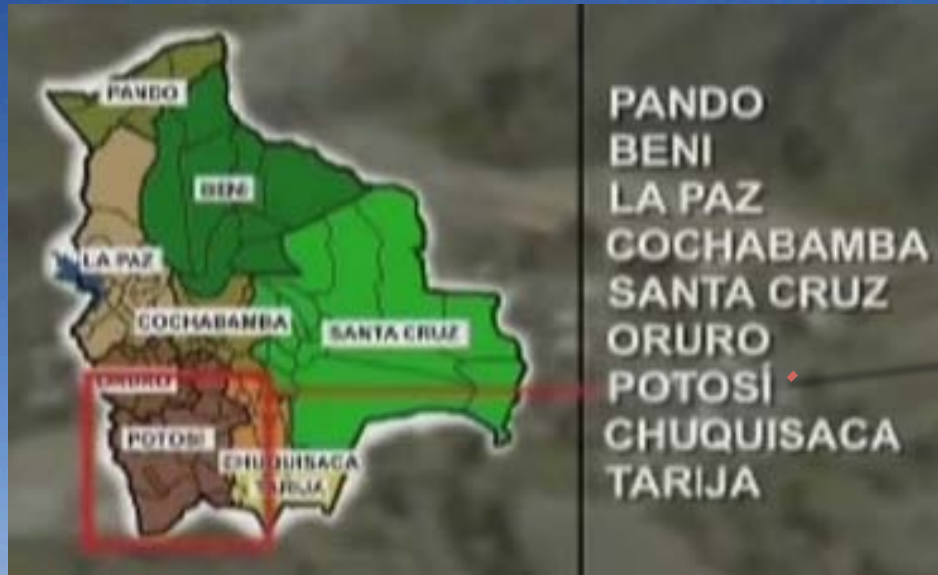 PANDO
BENI
LA PAZ
COCHABAMBA
SANTA CRUZ
ORURO
POTOSI
CHUQUISACA
TARIJA
PANDO
BENI
LA PAZ
COCHABAMBA
SANTA CRUZ
ORURO
POTOSÍ
CHUQUISACA
TARIJA